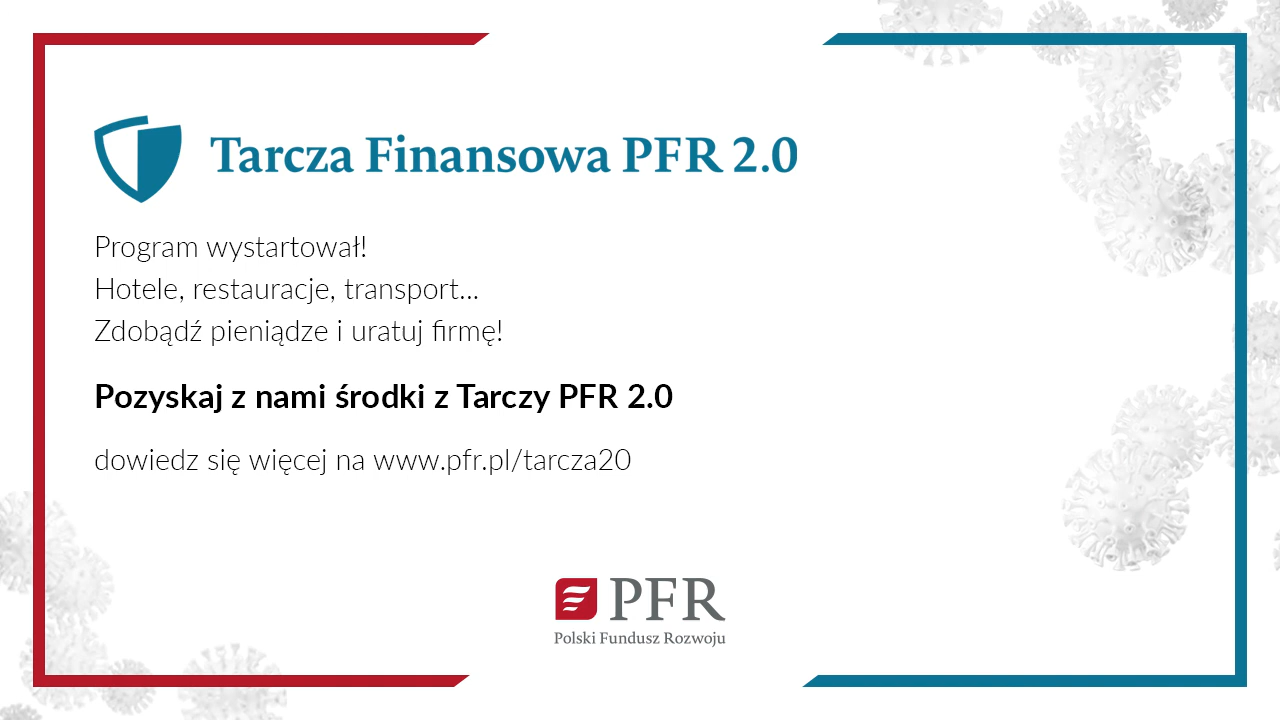 Tarcza Finansowa PFR 2.0
Program wystartował!
Hotele, restauracje, transport...
Zdobądź pieniądze i uratuj firmę!
Pozyskaj z nami środki z Tarczy PFR 2.0
dowiedz się więcej na www.pfr.pl/tarcza20
PFR
Polski Fundusz Rozwoju